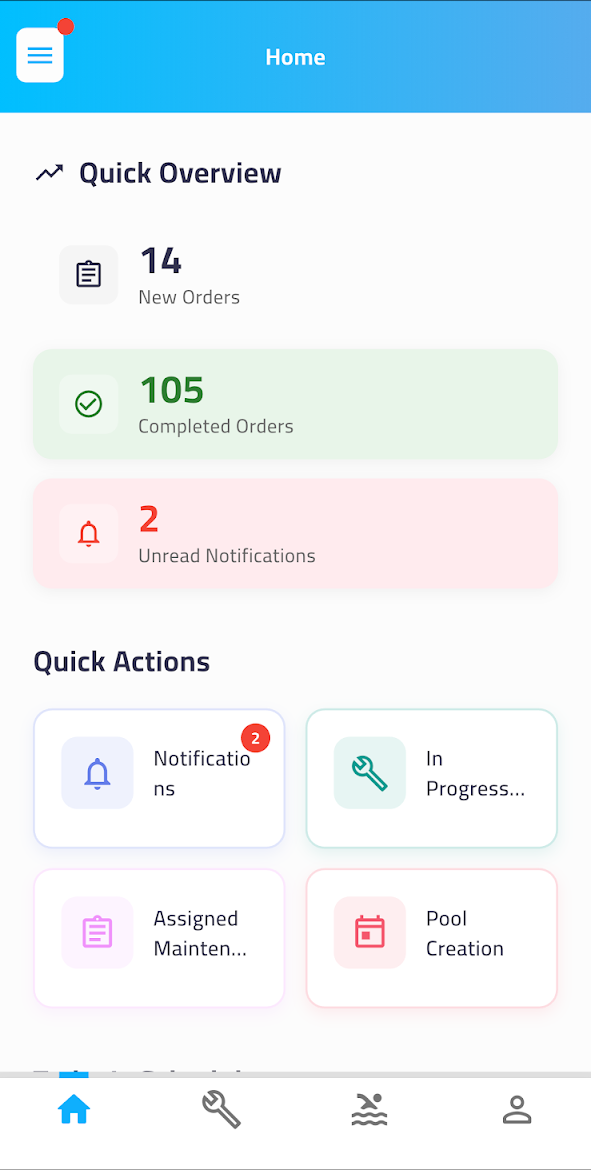 Home
Quick Overview
14
New Orders
105
Completed Orders
2
Unread Notifications
Quick Actions
2
Notificatio
ns
In
Progress...
Assigned
Mainten...
Pool
Creation